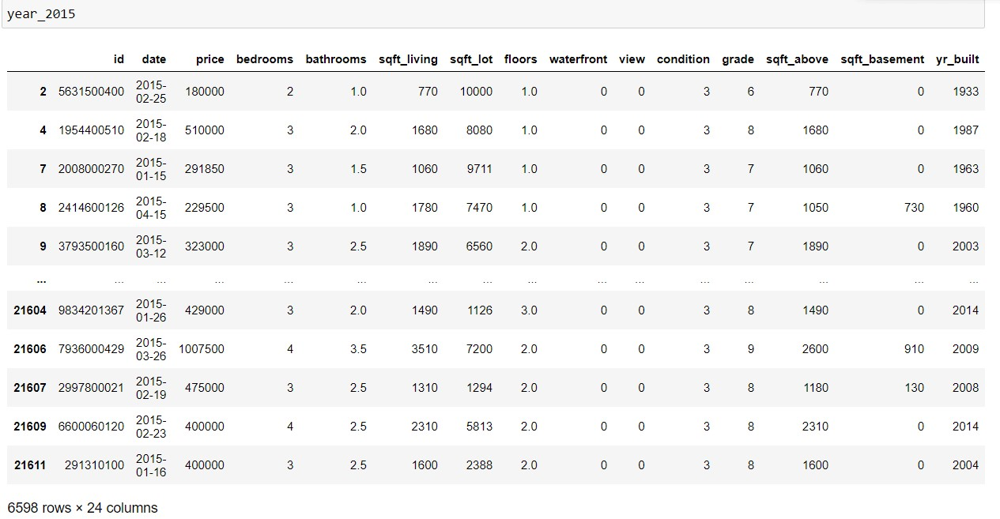 year_2015
id date price bedrooms bathrooms sqft_living sqft_lot floors waterfront view condition grade sqft_above sqft_basement yr_built
2 5631500400 2015-02-25 180000 2 1.0 770 10000 1.0 0 0 3 6 770 0 1933
4 1954400510 2015-02-18 510000 3 2.0 1680 8080 1.0 0 0 3 8 1680 0 1987
7 2008000270 2015-01-15 291850 3 1.5 1060 9711 1.0 0 0 3 7 1060 0 1963
8 2414600126 2015-04-15 229500 3 1.0 1780 7470 1.0 0 0 3 7 1050 730 1960
9 3793500160 2015-03-12 323000 3 2.5 1890 6560 2.0 0 0 3 7 1890 0 2003
... ... ... ... ... ... ... ... ... ... ... ... ... ... ... ...
21604 9834201367 2015-01-26 429000 3 2.0 1490 1126 3.0 0 0 3 8 1490 0 2014
21606 7936000429 2015-03-26 1007500 4 3.5 3510 7200 2.0 0 0 3 9 2600 910 2009
21607 2997800021 2015-02-19 475000 3 2.5 1310 1294 2.0 0 0 3 8 1180 130 2008
21609 6600060120 2015-02-23 400000 4 2.5 2310 5813 2.0 0 0 3 8 2310 0 2014
21611 291310100 2015-01-16 400000 3 2.5 1600 2388 2.0 0 0 3 8 1600 0 2004
6598 rows × 24 columns